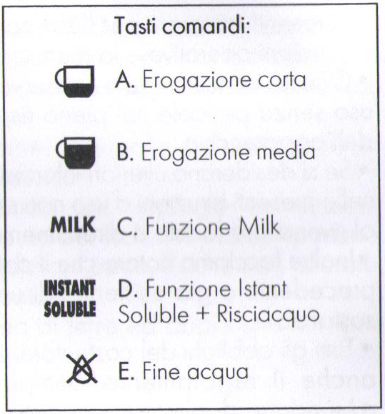 Tasti comandi:
A. Erogazione corta
B. Erogazione media
MILK C. Funzione Milk
INSTANT
SOLUBLE
D. Funzione Istant
Soluble + Risciacquo
E. Fine acqua